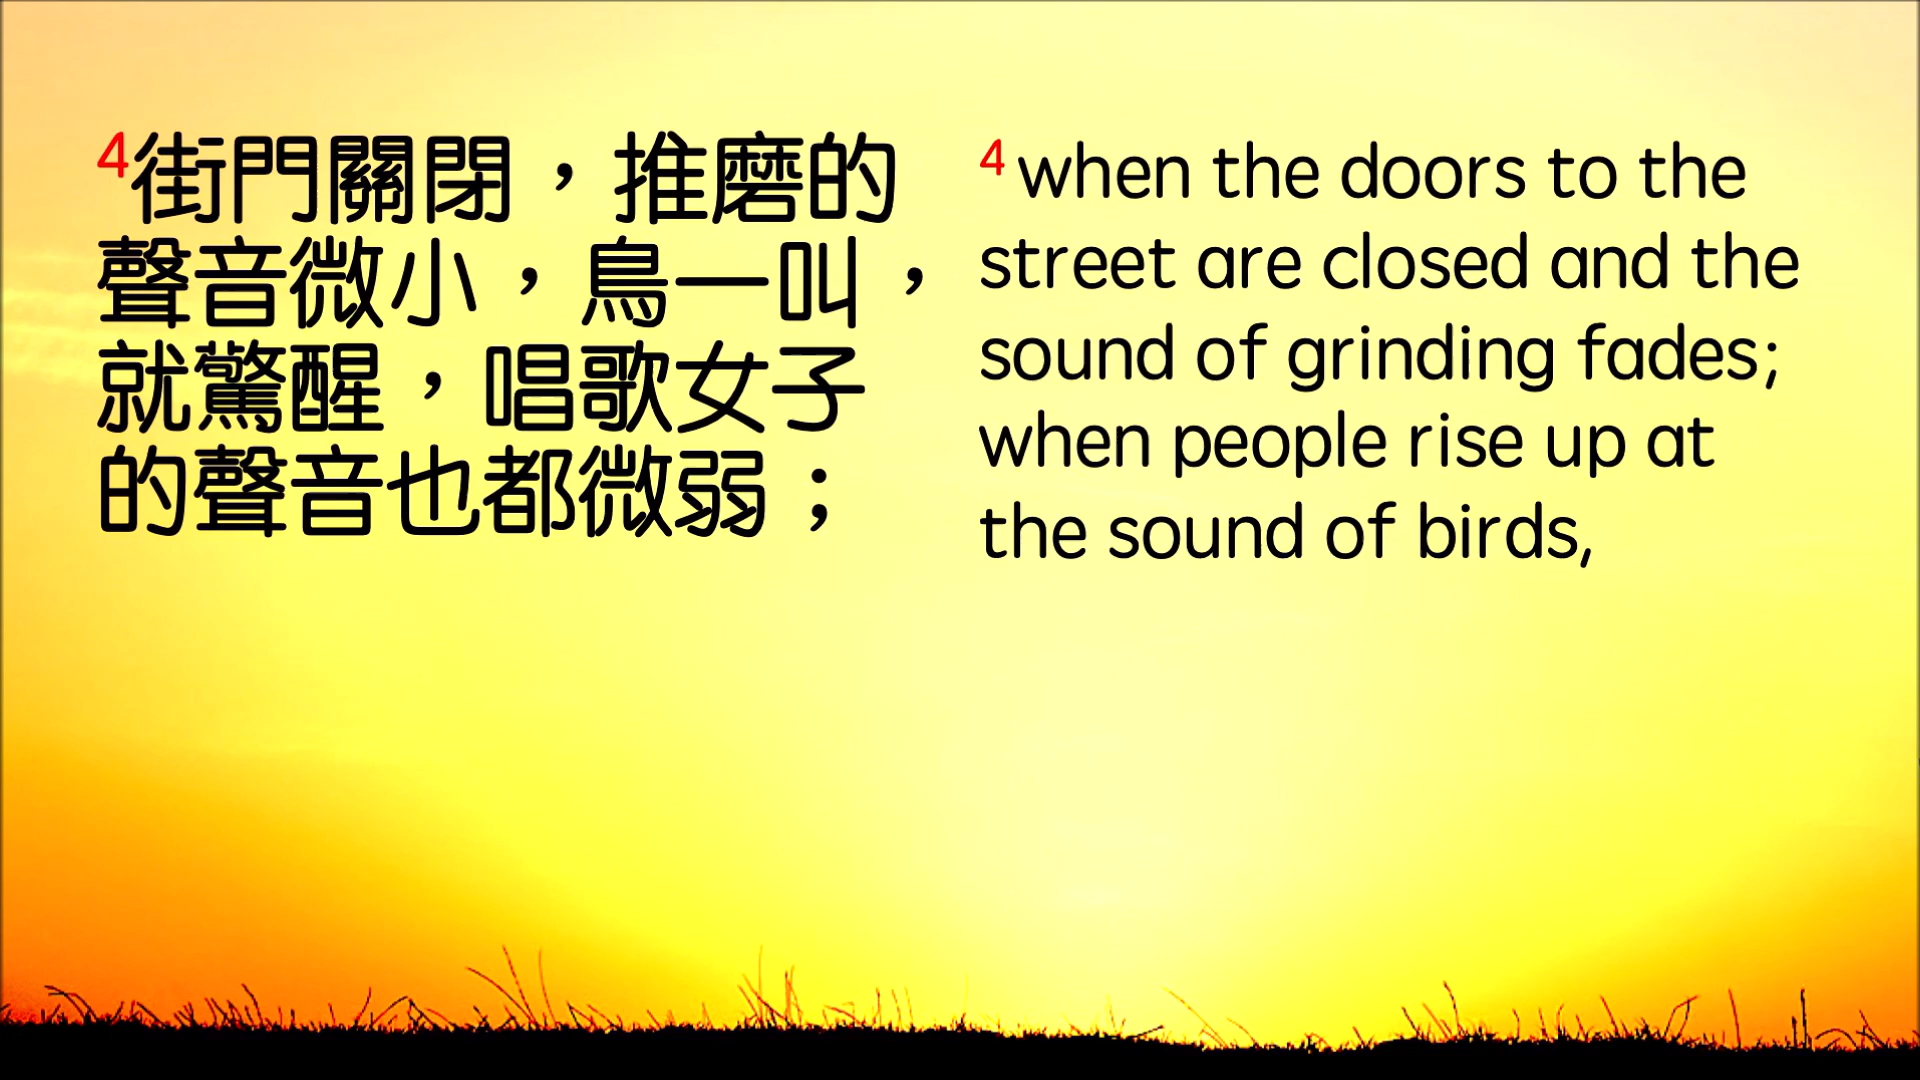 4街門關閉，推磨的
聲音微小，鳥一叫，
就驚醒，唱歌女子
的聲音也都微弱；
4 when the doors to the
street are closed and the
sound of grinding fades;
when people rise up at
the sound of birds,